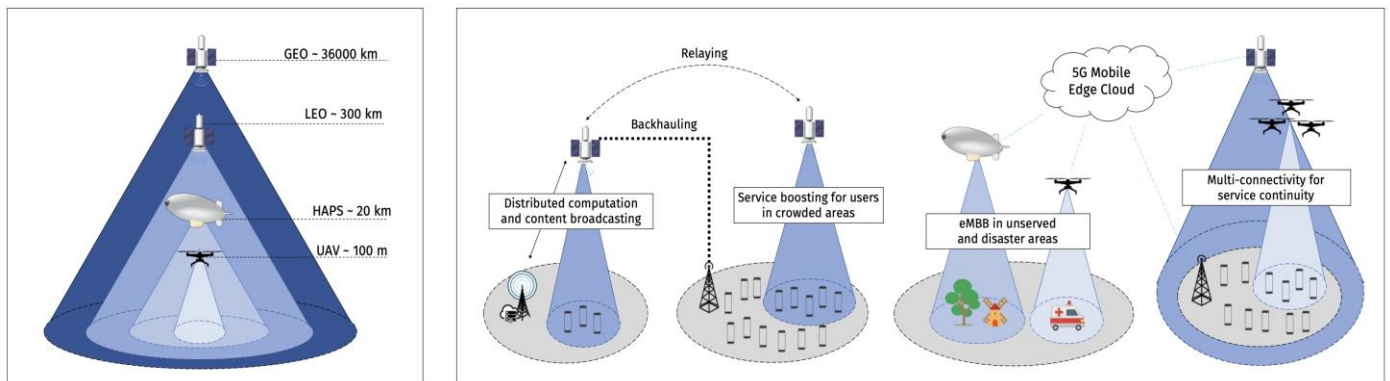 GEO ~ 36000 km
LEO ~ 300 km
HAPS ~ 20 km
UAV ~ 100 m
Relaying
Backhauling
Distributed computation
and content broadcasting
Service boosting for users
in crowded areas
5G Mobile
Edge Cloud
eMBB in unserved
and disaster areas
Multi-connectivity for
service continuity